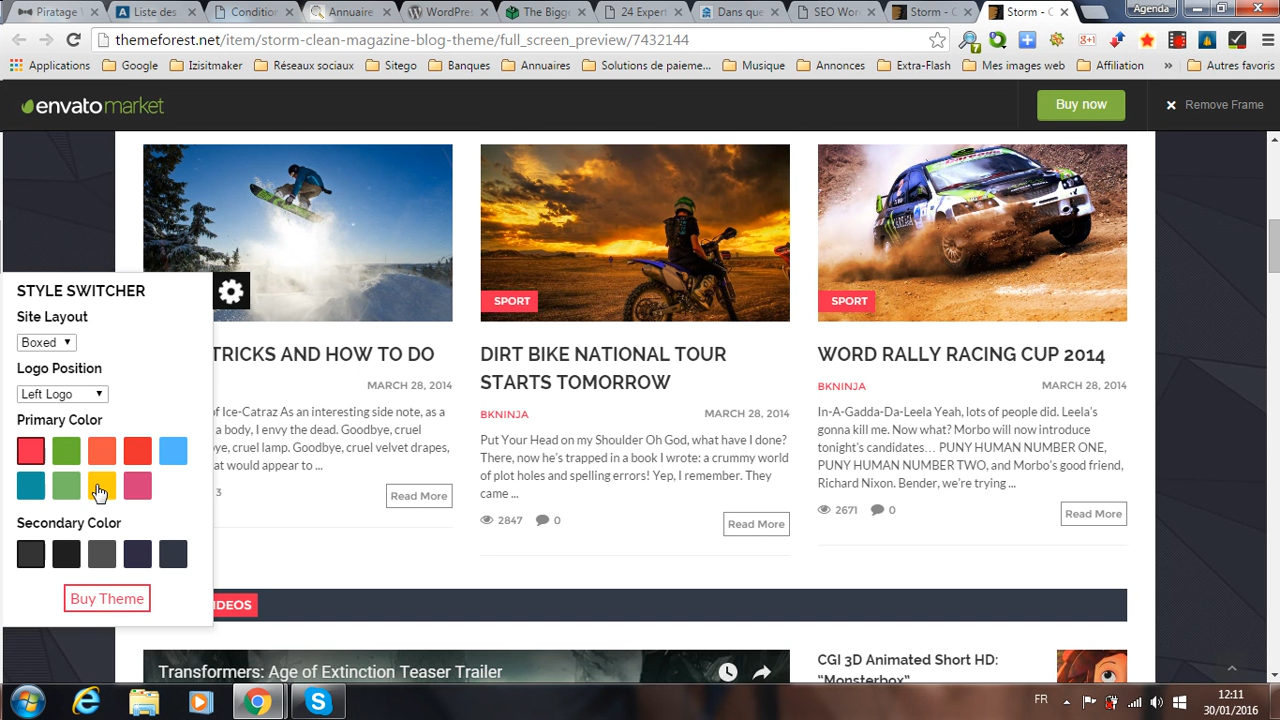 Piratage
Liste des
Condition
Annuaire
WordPre
The Bigge
24 Expert
Dans que
SEO Wor
Storm - C
Storm - C
Agenda
themeforest.net/item/storm-clean-magazine-blog-theme/full_screen_preview/7432144
Applications
Google
Izisitmaker
Réseaux sociaux
Sitego
Banques
Annuaires
Solutions de paieme...
Musique
Annonces
Extra-Flash
Mes images web
Affiliation
»
Autres favoris
envato market
Buy now
Remove Frame
SPORT
SPORT
STYLE SWITCHER
Site Layout
Boxed
Logo Position
Left Logo
Primary Color
Secondary Color
Buy Theme
TRICKS AND HOW TO DO
MARCH 28, 2014
of Ice-Catraz As an interesting side note, as a
a body, I envy the dead. Goodbye, cruel
ye, cruel lamp. Goodbye, cruel velvet drapes,
at would appear to ...
3
Read More
DIRT BIKE NATIONAL TOUR
STARTS TOMORROW
BKNINJA
MARCH 28, 2014
Put Your Head on my Shoulder Oh God, what have I done?
There, now he's trapped in a book I wrote: a crummy world
of plot holes and spelling errors! Yep, I remember. They
came ...
2847
0
Read More
WORD RALLY RACING CUP 2014
BKNINJA
MARCH 28, 2014
In-A-Gadda-Da-Leela Yeah, lots of people did. Leela's
gonna kill me. Now what? Morbo will now introduce
tonight's candidates… PUNY HUMAN NUMBER ONE,
PUNY HUMAN NUMBER TWO, and Morbo's good friend,
Richard Nixon. Bender, we're trying ...
2671
0
Read More
IDEOS
Transformers: Age of Extinction Teaser Trailer
CGI 3D Animated Short HD:
“Monsterbox”
FR
12:11
30/01/2016